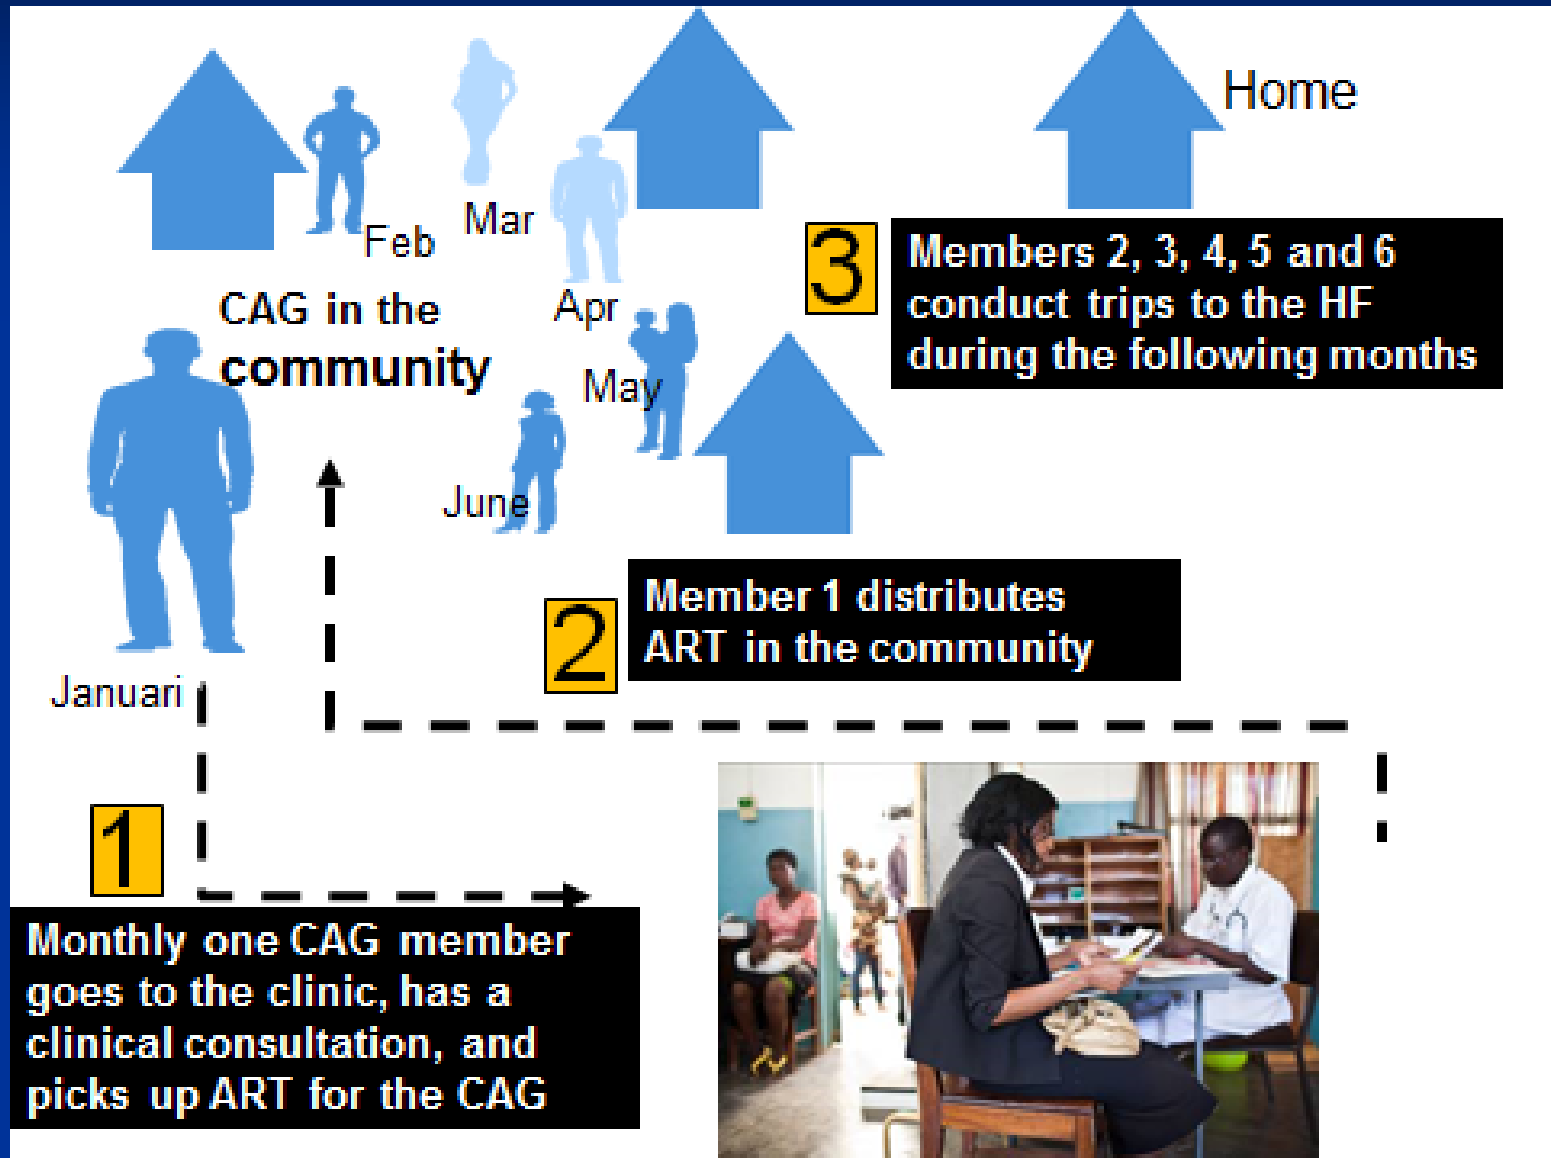 Home
Feb
Mar
Apr
May
June
Januari
CAG in the
community
1
Monthly one CAG member
goes to the clinic, has a
clinical consultation, and
picks up ART for the CAG
2
Member 1 distributes
ART in the community
3
Members 2, 3, 4, 5 and 6
conduct trips to the HF
during the following months